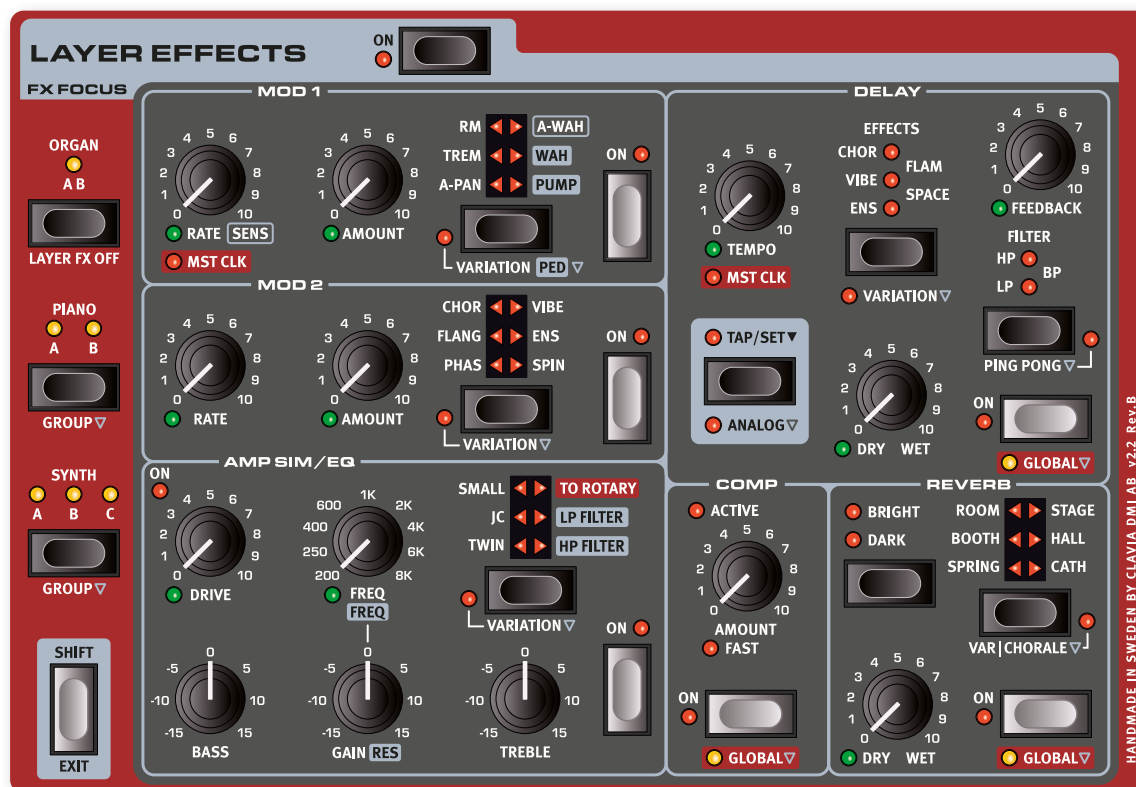 LAYER EFFECTS
ON
FX FOCUS
ORGAN
A B
LAYER FX OFF
PIANO
A B
GROUP ▽
SYNTH
A B C
GROUP ▽
SHIFT
EXIT
MOD 1
0 1 2 3 4 5 6 7 8 9 10
RATE SENS
MST CLK
0 1 2 3 4 5 6 7 8 9 10
AMOUNT
RM A-WAH
TREM WAH
A-PAN PUMP
VARIATION PED ▽
ON
MOD 2
0 1 2 3 4 5 6 7 8 9 10
RATE
0 1 2 3 4 5 6 7 8 9 10
AMOUNT
CHOR VIBE
FLANG ENS
PHAS SPIN
VARIATION ▽
ON
AMP SIM/EQ
ON
0 1 2 3 4 5 6 7 8 9 10
DRIVE
200 250 400 600 1K 2K 4K 6K 8K
FREQ
FREQ
SMALL TO ROTARY
JC LP FILTER
TWIN HP FILTER
VARIATION ▽
ON
-15 -10 -5 0 5 10 15
BASS
-15 -10 -5 0 5 10 15
GAIN RES
-15 -10 -5 0 5 10 15
TREBLE
DELAY
0 1 2 3 4 5 6 7 8 9 10
TEMPO
MST CLK
EFFECTS
CHOR
FLAM
VIBE
SPACE
ENS
VARIATION ▽
0 1 2 3 4 5 6 7 8 9 10
FEEDBACK
FILTER
HP
BP
LP
PING PONG ▽
TAP/SET ▼
ANALOG ▽
0 1 2 3 4 5 6 7 8 9 10
DRY WET
ON
GLOBAL ▽
COMP
ACTIVE
0 1 2 3 4 5 6 7 8 9 10
AMOUNT
FAST
ON
GLOBAL ▽
REVERB
BRIGHT
DARK
ROOM STAGE
BOOTH HALL
SPRING CATH
VAR|CHORALE ▽
0 1 2 3 4 5 6 7 8 9 10
DRY WET
ON
GLOBAL ▽
HANDMADE IN SWEDEN BY CLAVIA DMI AB v2.2 Rev.B